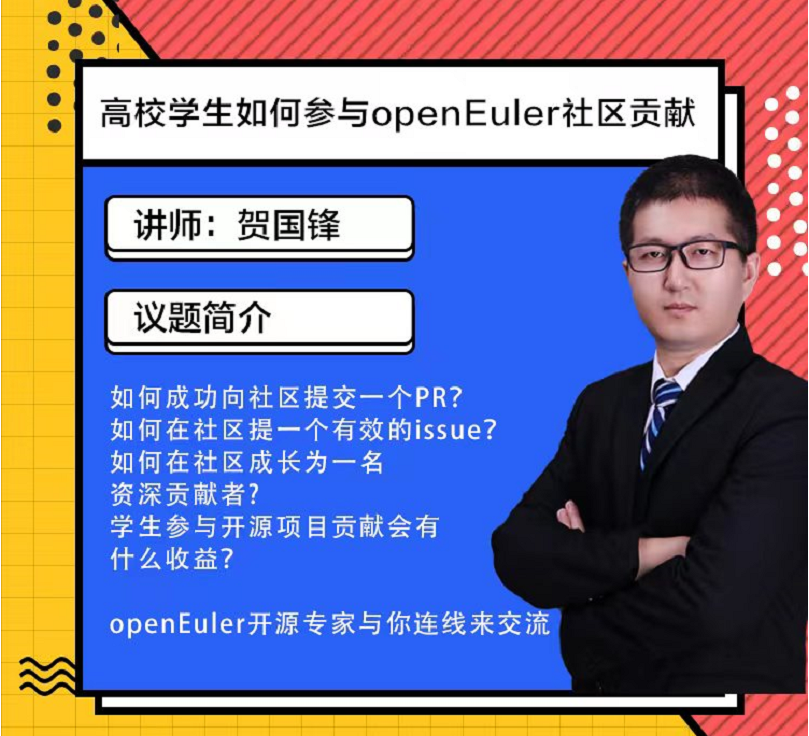 高校学生如何参与openEuler社区贡献
讲师：贺国锋
议题简介
如何成功向社区提交一个PR?
如何在社区提一个有效的issue?
如何在社区成长为一名
资深贡献者?
学生参与开源项目贡献会有
什么收益?
openEuler开源专家与你连线来交流